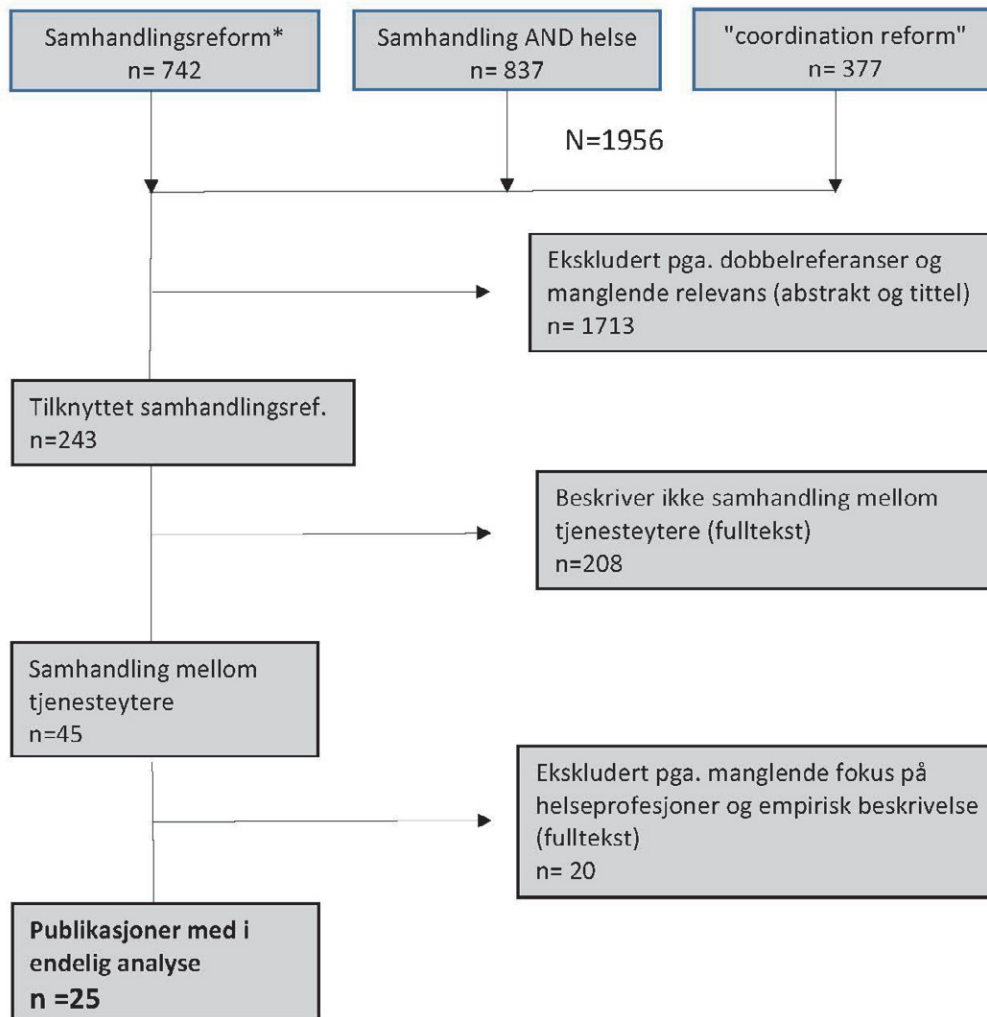 Samhandlingsreform*
n= 742
Samhandling AND helse
n= 837
"coordination reform"
n= 377
N=1956
Ekskludert pga. dobbelreferanser og
manglende relevans (abstrakt og tittel)
n= 1713
Tilknyttet samhandlingsref.
n=243
Beskriver ikke samhandling mellom
tjenesteytere (fulltekst)
n=208
Samhandling mellom
tjenesteytere
n=45
Ekskludert pga. manglende fokus på
helseprofesjoner og empirisk beskrivelse
(fulltekst)
n= 20
Publikasjoner med i
endelig analyse
n =25